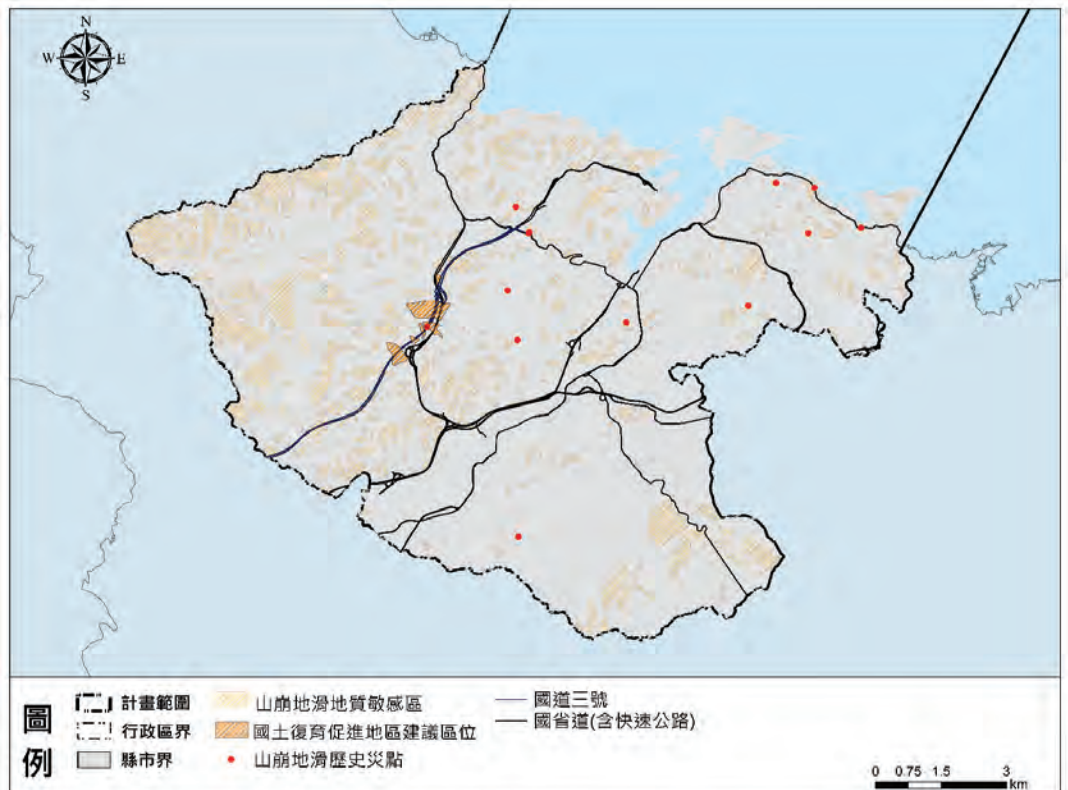 N
W E
S
圖例
計畫範圍
行政區界
縣市界
山崩地滑地質敏感區
國土復育促進地區建議區位
山崩地滑歷史災點
國道三號
國省道(含快速公路)
0 0.75 1.5 3
km